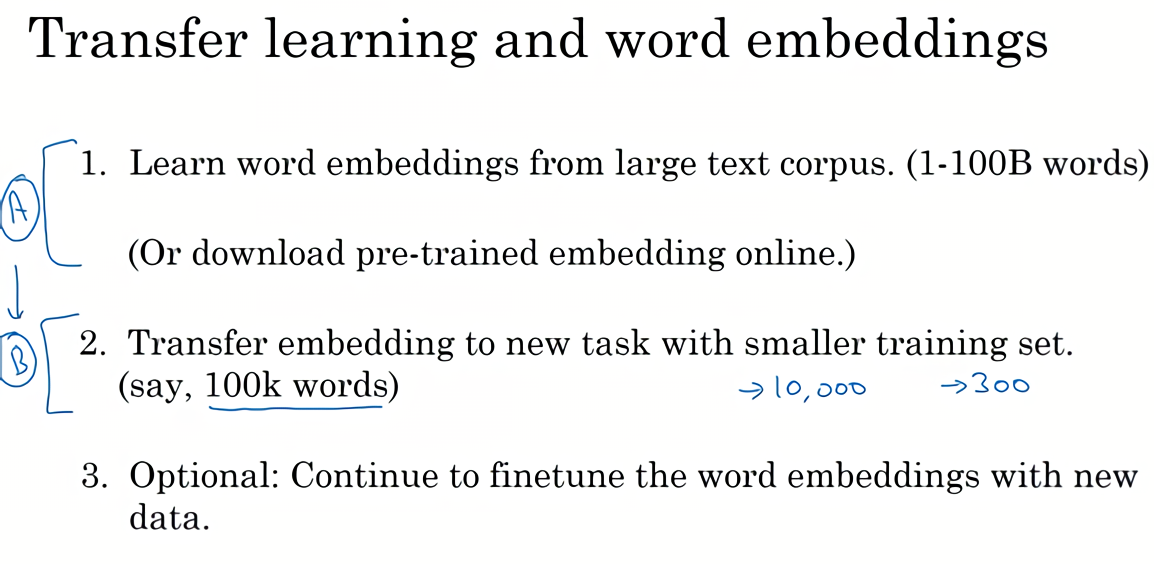 Transfer learning and word embeddings
A
1. Learn word embeddings from large text corpus. (1-100B words)
(Or download pre-trained embedding online.)
B
2. Transfer embedding to new task with smaller training set.
(say, 100k words)
→ 10,000
→ 300
3. Optional: Continue to finetune the word embeddings with new
data.